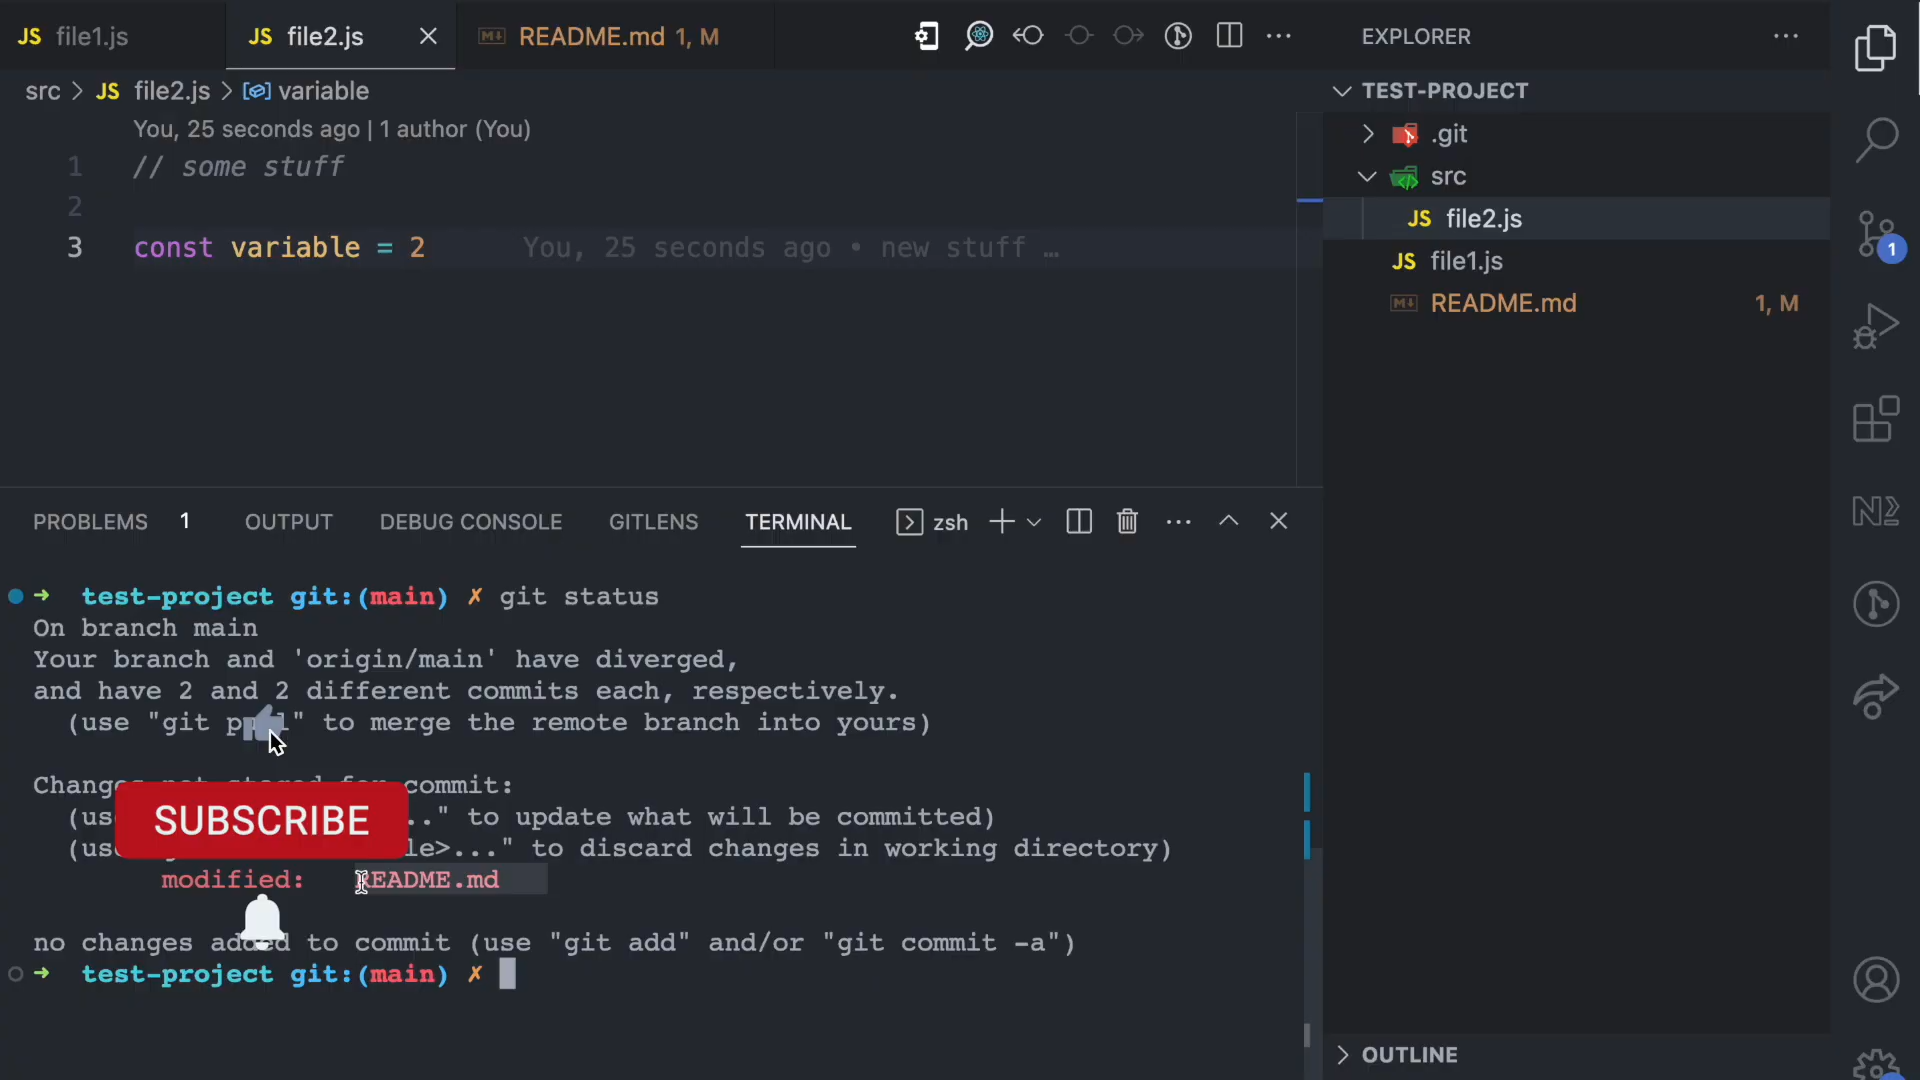 JS file1.js
JS file2.js
README.md 1, M
EXPLORER
src > JS file2.js > variable
You, 25 seconds ago | 1 author (You)
1 // some stuff
2
3 const variable = 2 You, 25 seconds ago • new stuff …
TEST-PROJECT
.git
src
JS file2.js
JS file1.js
README.md 1, M
1
PROBLEMS 1 OUTPUT DEBUG CONSOLE GITLENS TERMINAL zsh
→ test-project git:(main) ✗ git status
On branch main
Your branch and 'origin/main' have diverged,
and have 2 and 2 different commits each, respectively.
(use "git " to merge the remote branch into yours)
Changes commit:
SUBSCRIBE
(us .." to update what will be committed)
(us le>..." to discard changes in working directory)
modified: README.md
no changes added to commit (use "git add" and/or "git commit -a")
→ test-project git:(main) ✗
OUTLINE